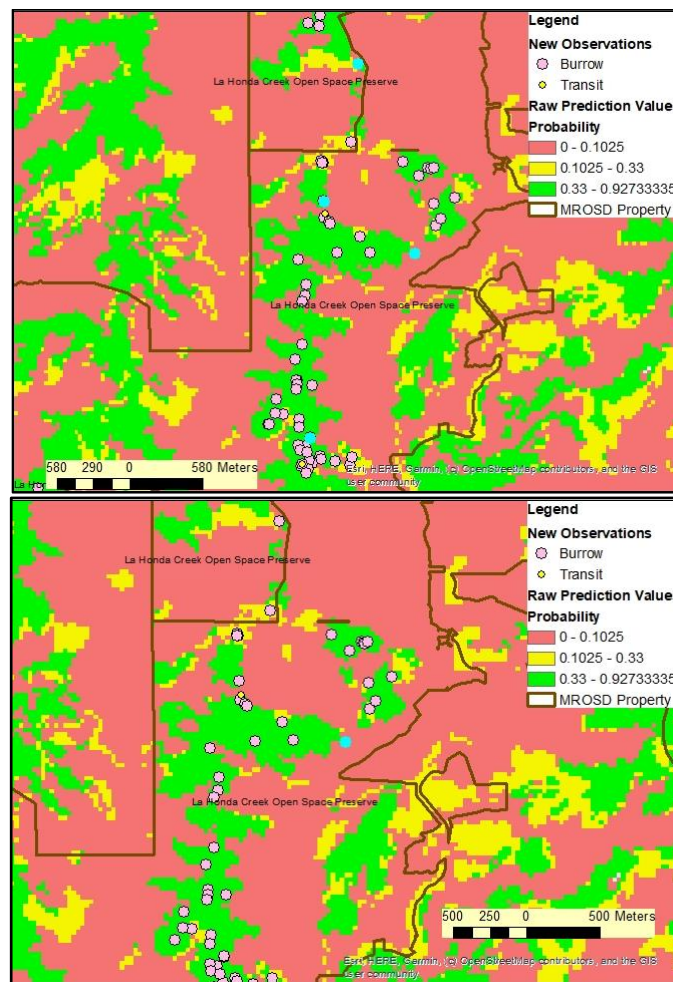 Legend
New Observations
Burrow
Transit
Raw Prediction Value
Probability
0 - 0.1025
0.1025 - 0.33
0.33 - 0.92733335
MROSD Property
La Honda Creek Open Space Preserve
La Honda Creek Open Space Preserve
580 290 0 580 Meters
La Hon
Esri, HERE, Garmin, (c) OpenStreetMap contributors, and the GIS
user community
Legend
New Observations
Burrow
Transit
Raw Prediction Value
Probability
0 - 0.1025
0.1025 - 0.33
0.33 - 0.92733335
MROSD Property
La Honda Creek Open Space Preserve
La Honda Creek Open Space Preserve
500 250 0 500 Meters
Esri, HERE, Garmin, (c) OpenStreetMap contributors, and the GIS
user community